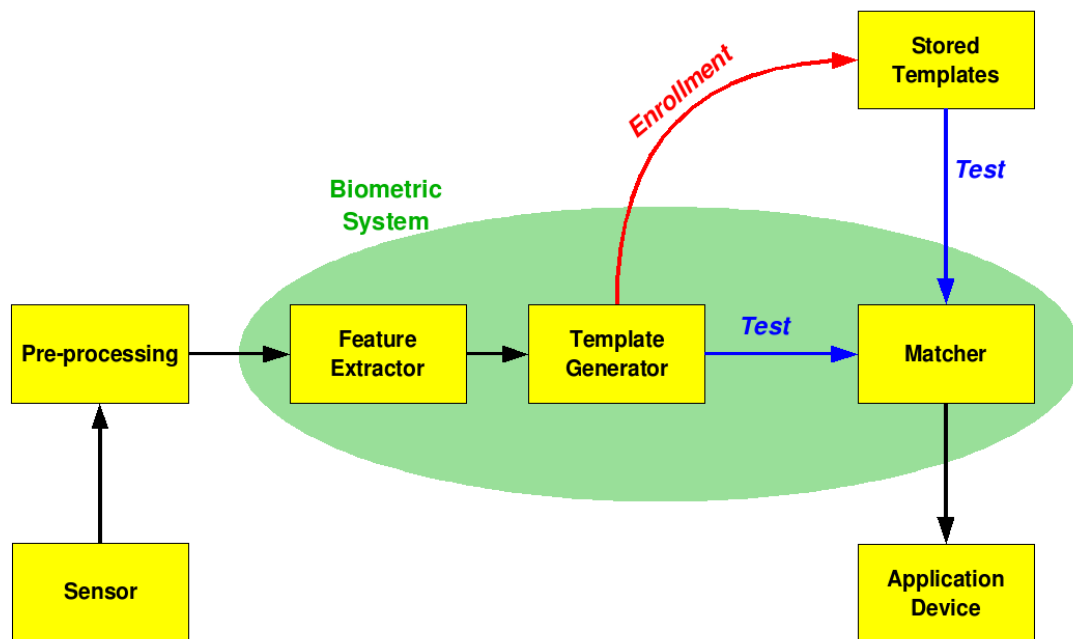 Stored
Templates
Enrollment
Test
Biometric
System
Pre-processing
Feature
Extractor
Template
Generator
Test
Matcher
Sensor
Application
Device